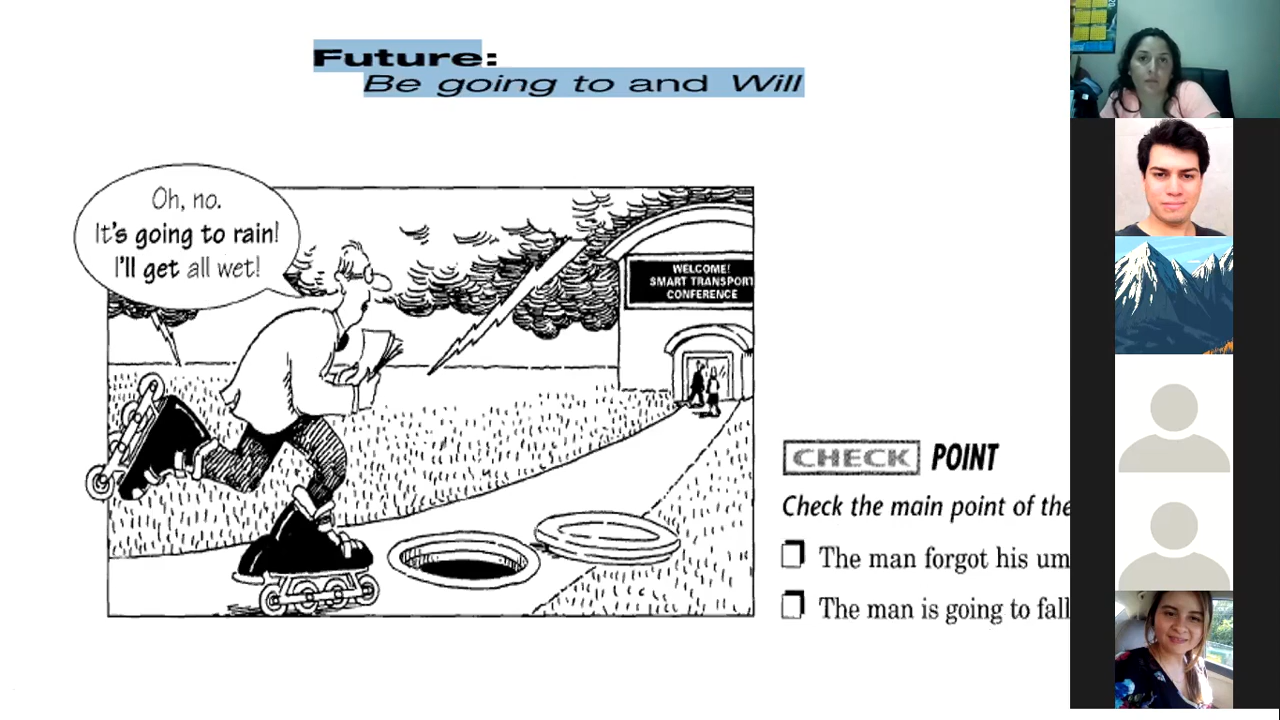 Future:
Be going to and Will
Oh, no.
It's going to rain!
I'll get all wet!
WELCOME!
SMART TRANSPORT
CONFERENCE
CHECK POINT
Check the main point of the
The man forgot his um
The man is going to fall